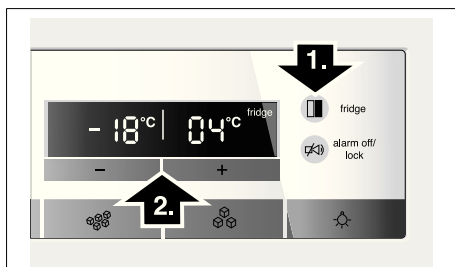 1.
fridge
-18°C 04°C fridge
alarm off/
lock
- +
2.